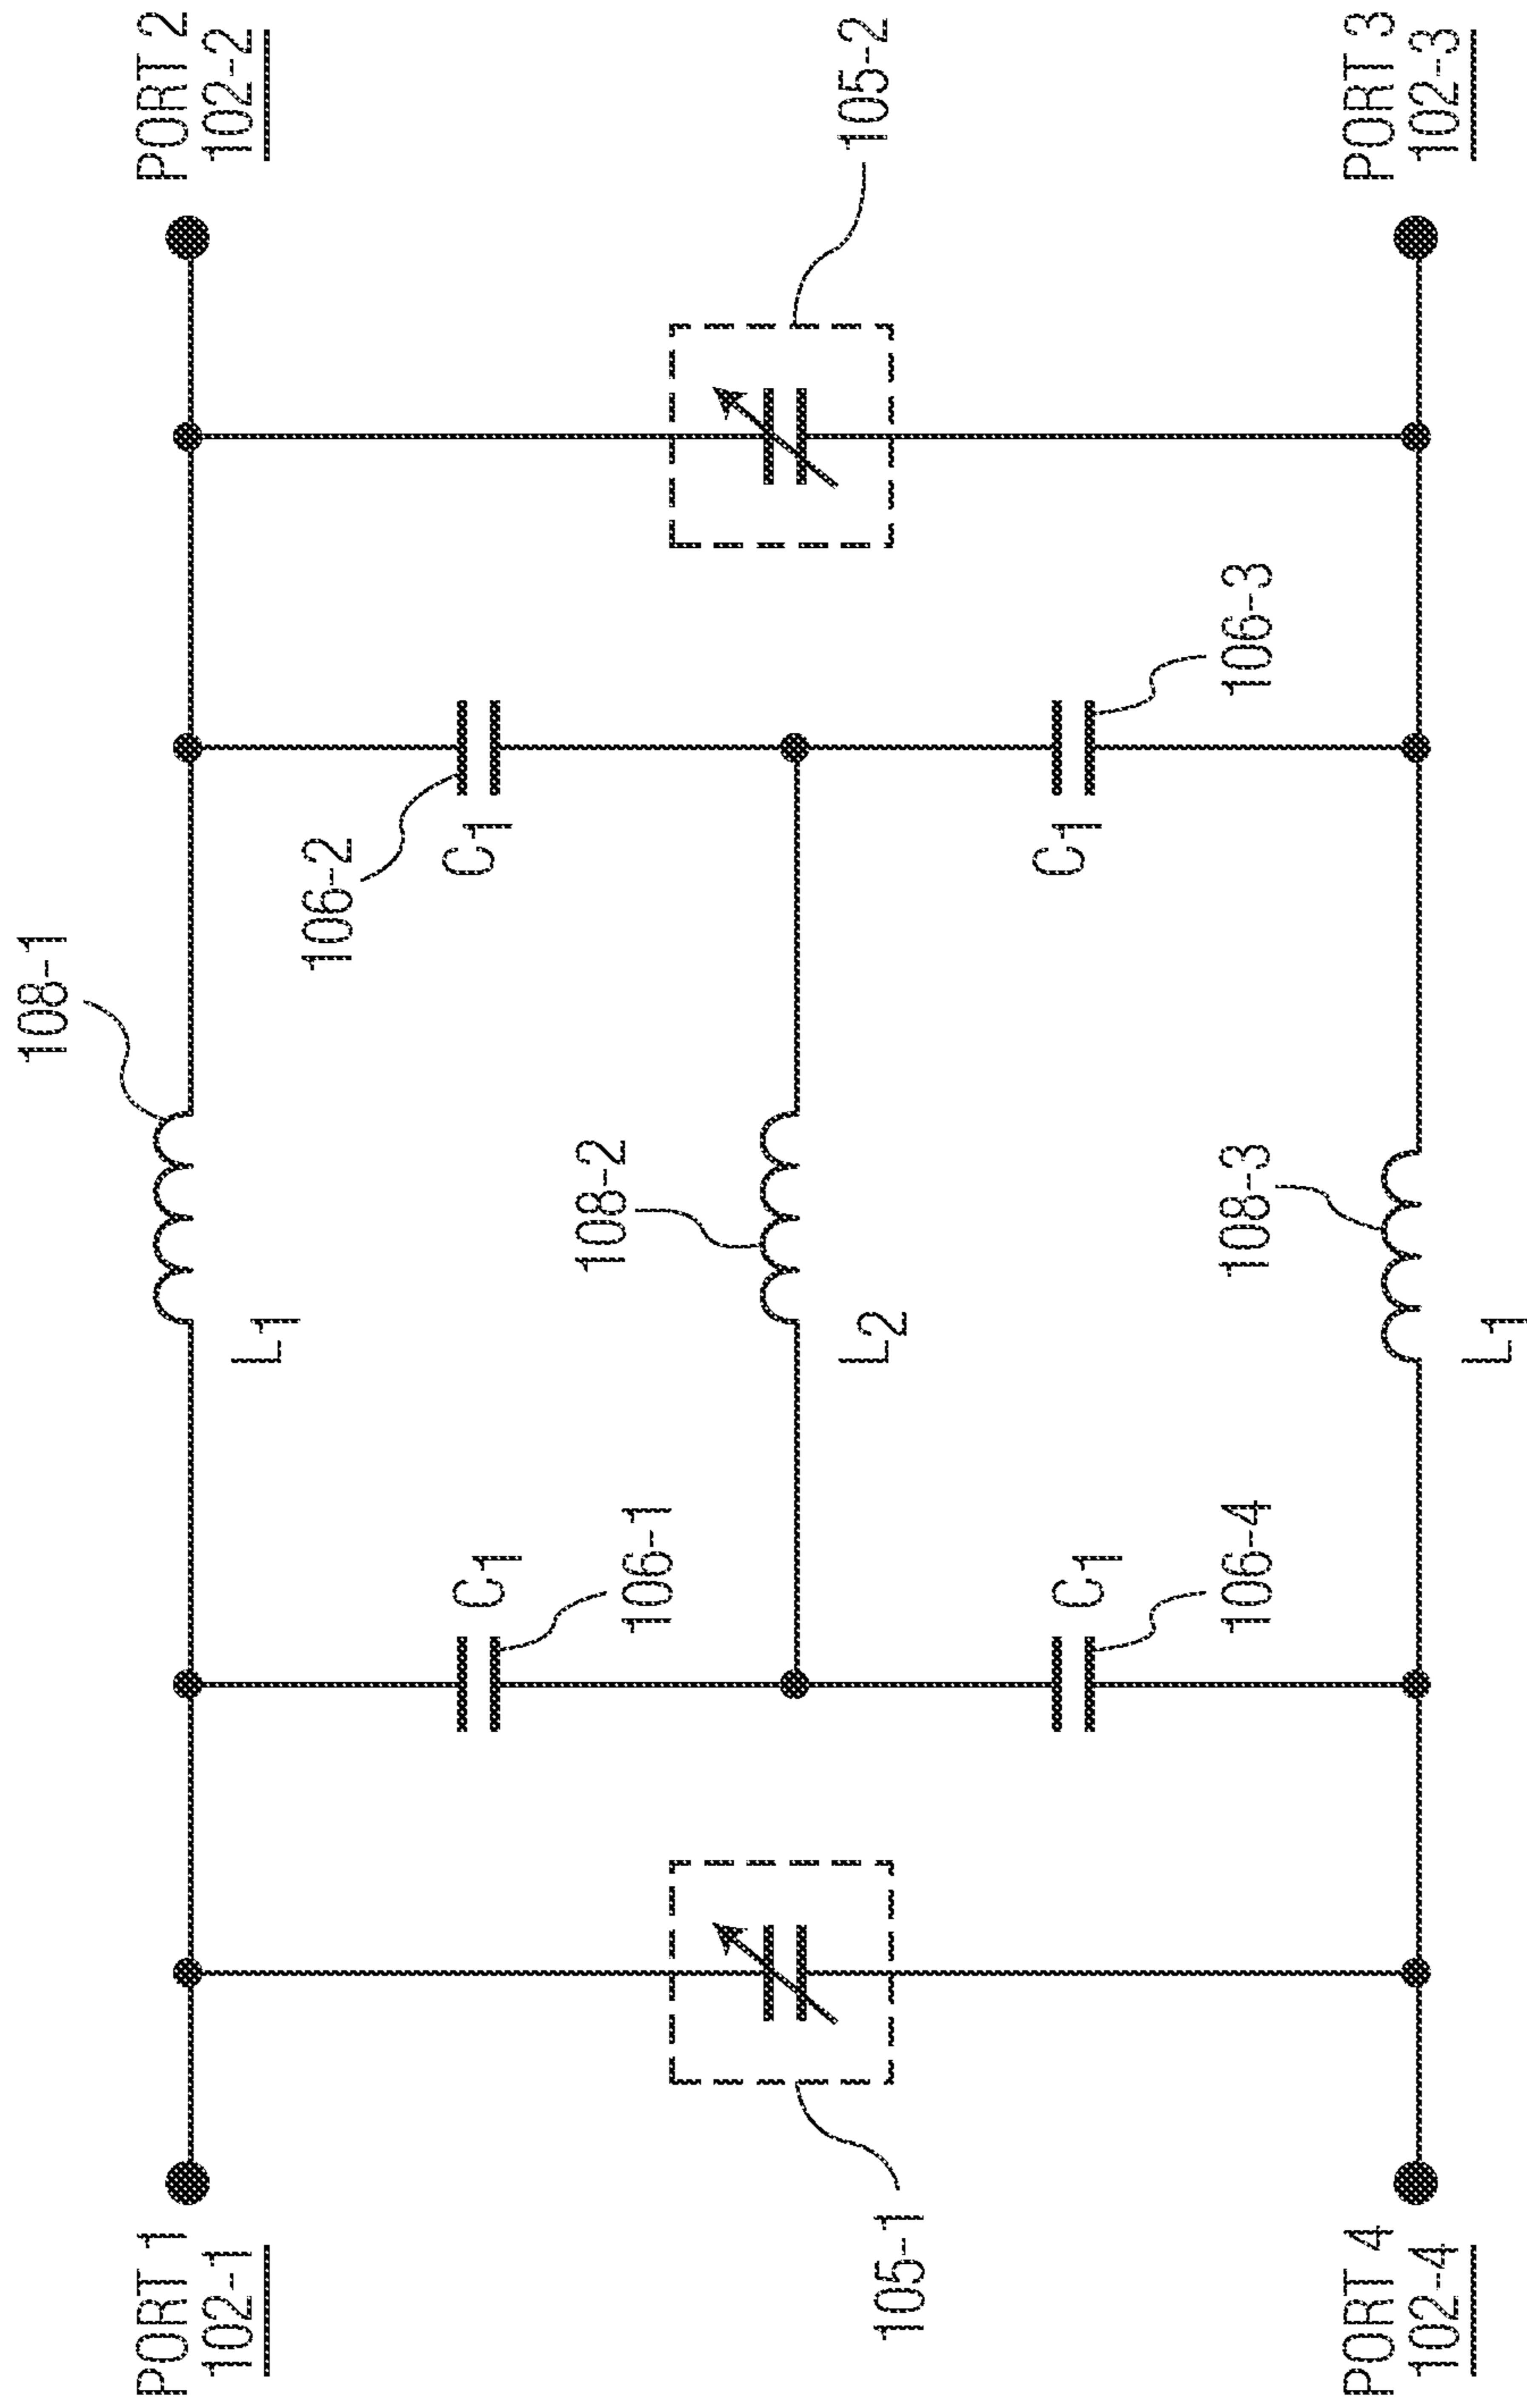 PORT 1
102-1
PORT 2
102-2
108-1
L1
106-2
C1
C1
106-1
105-1
105-2
108-2
L2
C1
106-3
C1
106-4
108-3
L1
PORT 4
102-4
PORT 3
102-3